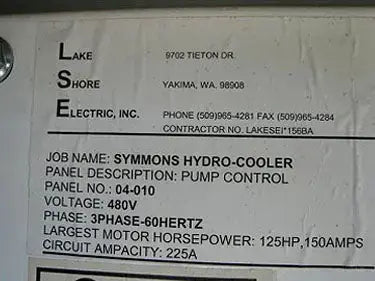 LAKE 9702 TIETON DR.
SHORE YAKIMA, WA. 98908
ELECTRIC, INC. PHONE (509)965-4281 FAX (509)965-4284
CONTRACTOR NO. LAKESEI*156BA
JOB NAME: SYMMONS HYDRO-COOLER
PANEL DESCRIPTION: PUMP CONTROL
PANEL NO.: 04-010
VOLTAGE: 480V
PHASE: 3PHASE-60HERTZ
LARGEST MOTOR HORSEPOWER: 125HP,150AMPS
CIRCUIT AMPACITY: 225A